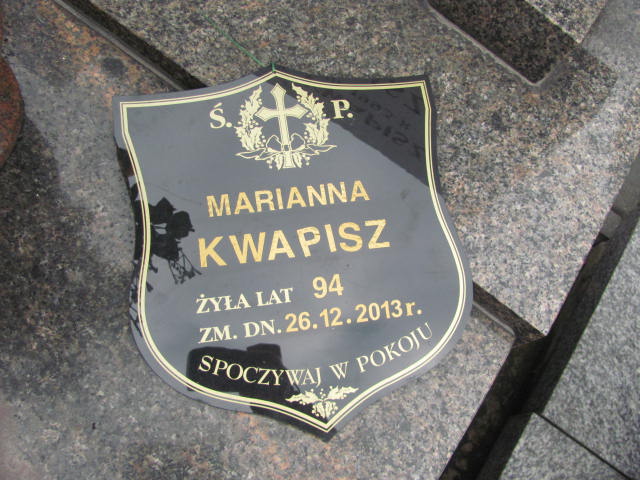 Ś. P.
MARIANNA
KWAPISZ
ŻYŁA LAT 94
ZM. DN. 26.12.2013 r.
SPOCZYWAJ W POKOJU